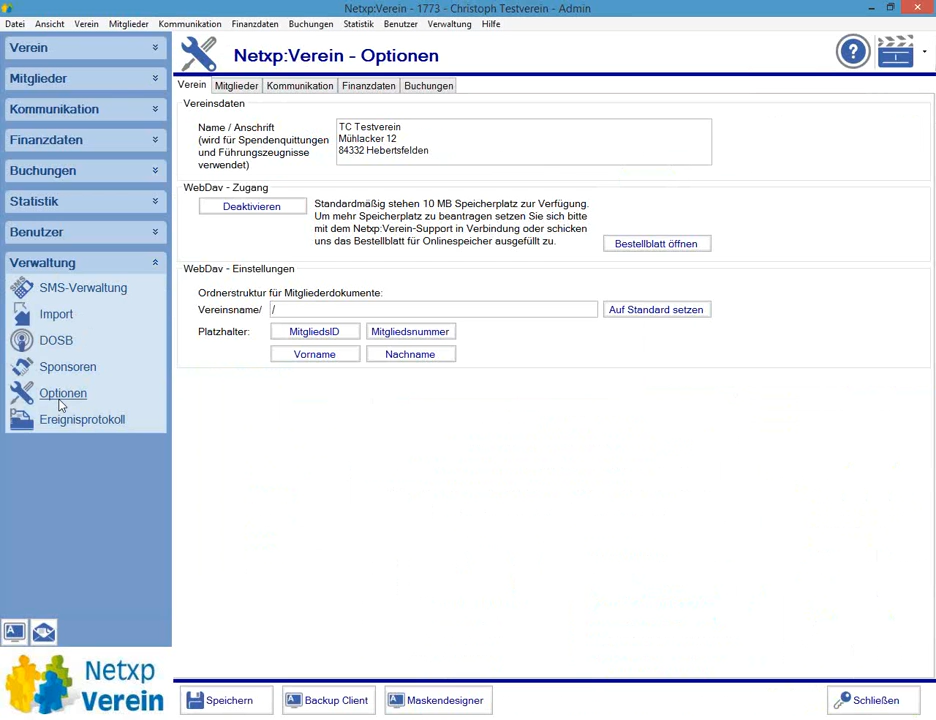 Netxp:Verein - 1773 - Christoph Testverein - Admin
Datei Ansicht Verein Mitglieder Kommunikation Finanzdaten Buchungen Statistik Benutzer Verwaltung Hilfe
Verein
Mitglieder
Kommunikation
Finanzdaten
Buchungen
Statistik
Benutzer
Verwaltung
SMS-Verwaltung
Import
DOSB
Sponsoren
Optionen
Ereignisprotokoll
Netxp
Verein
Netxp:Verein - Optionen
Verein Mitglieder Kommunikation Finanzdaten Buchungen
Vereinsdaten
Name / Anschrift
(wird für Spendenquittungen
und Führungszeugnisse
verwendet)
TC Testverein
Mühlacker 12
84332 Hebertsfelden
WebDav - Zugang
Deaktivieren
Standardmäßig stehen 10 MB Speicherplatz zur Verfügung.
Um mehr Speicherplatz zu beantragen setzen Sie sich bitte
mit dem Netxp:Verein-Support in Verbindung oder schicken
uns das Bestellblatt für Onlinespeicher ausgefüllt zu.
Bestellblatt öffnen
WebDav - Einstellungen
Ordnerstruktur für Mitgliederdokumente:
Vereinsname/ / Auf Standard setzen
Platzhalter: MitgliedsID Mitgliedsnummer
Vorname Nachname
Speichern Backup Client Maskendesigner Schließen